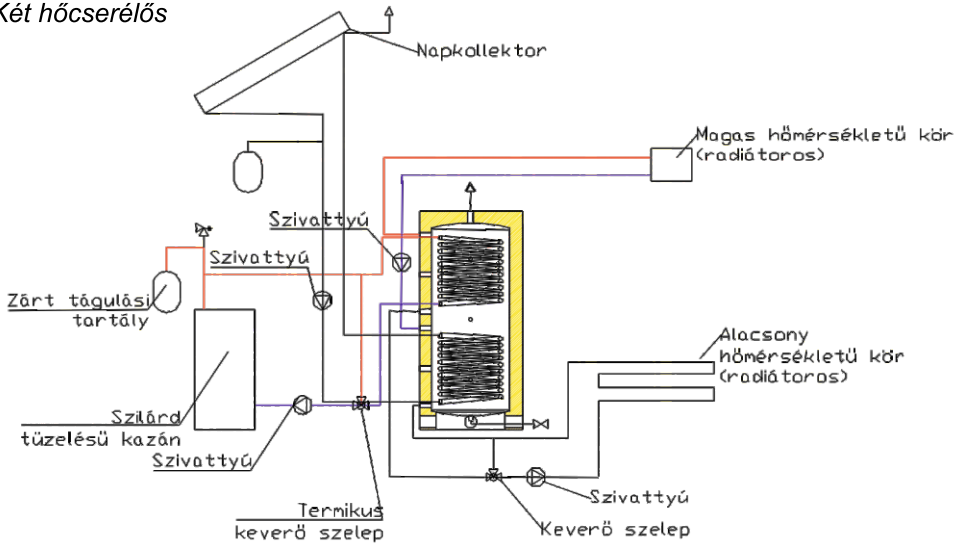 Két hőcserélős
Napkollektor
Magas hőmérsékletű kör
(radiátoros)
Szivattyú
Szivattyú
Zárt tágulási
tartály
Alacsony
hőmérsékletű kör
(radiátoros)
Szilárd
tüzelésű kazán
Szivattyú
Szivattyú
Termikus
keverő szelep
Keverő szelep